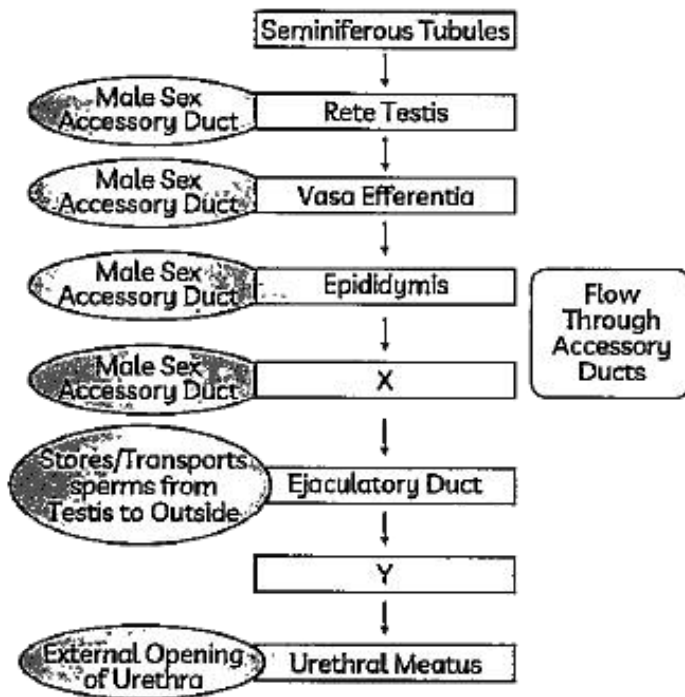 Seminiferous Tubules
Male Sex
Accessory Duct
Rete Testis
Male Sex
Accessory Duct
Vasa Efferentia
Male Sex
Accessory Duct
Epididymis
Flow
Through
Accessory
Ducts
Male Sex
Accessory Duct
X
Stores/Transports
sperms from
Testis to Outside
Ejaculatory Duct
Y
External Opening
of Urethra
Urethral Meatus